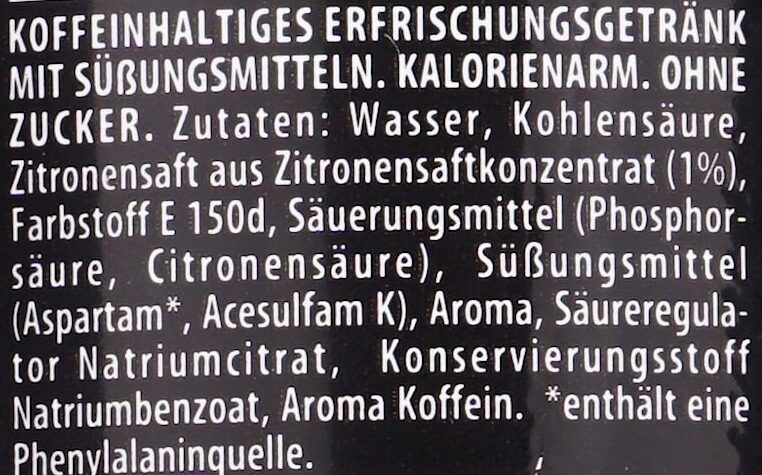 KOFFEINHALTIGES ERFRISCHUNGSGETRÄNK
MIT SÜßUNGSMITTELN. KALORIENARM. OHNE
ZUCKER. Zutaten: Wasser, Kohlensäure,
Zitronensaft aus Zitronensaftkonzentrat (1%),
Farbstoff E 150d, Säuerungsmittel (Phosphor-
säure, Citronensäure), Süßungsmittel
(Aspartam*, Acesulfam K), Aroma, Säureregula-
tor Natriumcitrat, Konservierungsstoff
Natriumbenzoat, Aroma Koffein. *enthält eine
Phenylalaninquelle.